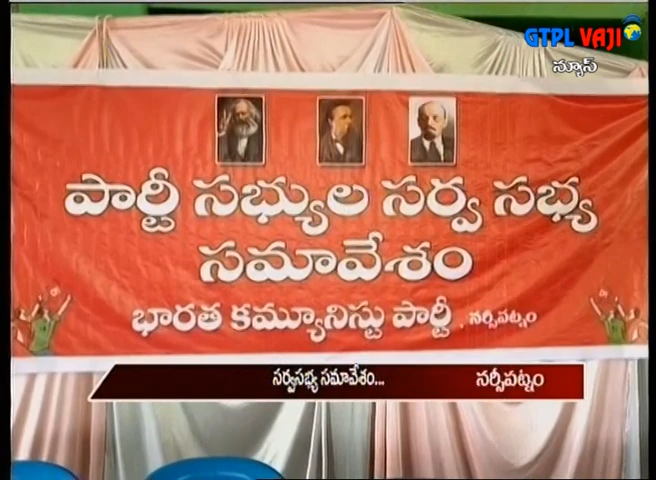 GTPL VAJI
న్యూస్
పార్టీ సభ్యుల సర్వ సభ్య
సమావేశం
భారత కమ్యూనిస్టు పార్టీ, నర్సీపట్నం
సర్వసభ్య సమావేశం... నర్సీపట్నం